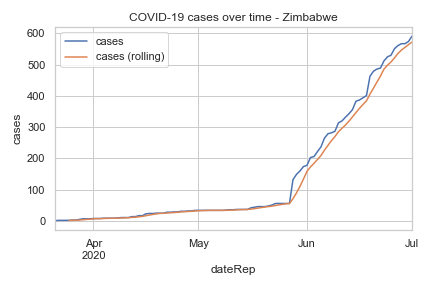 COVID-19 cases over time - Zimbabwe
cases
cases (rolling)
600
500
400
300
200
100
0
cases
Apr
2020
May
Jun
Jul
dateRep